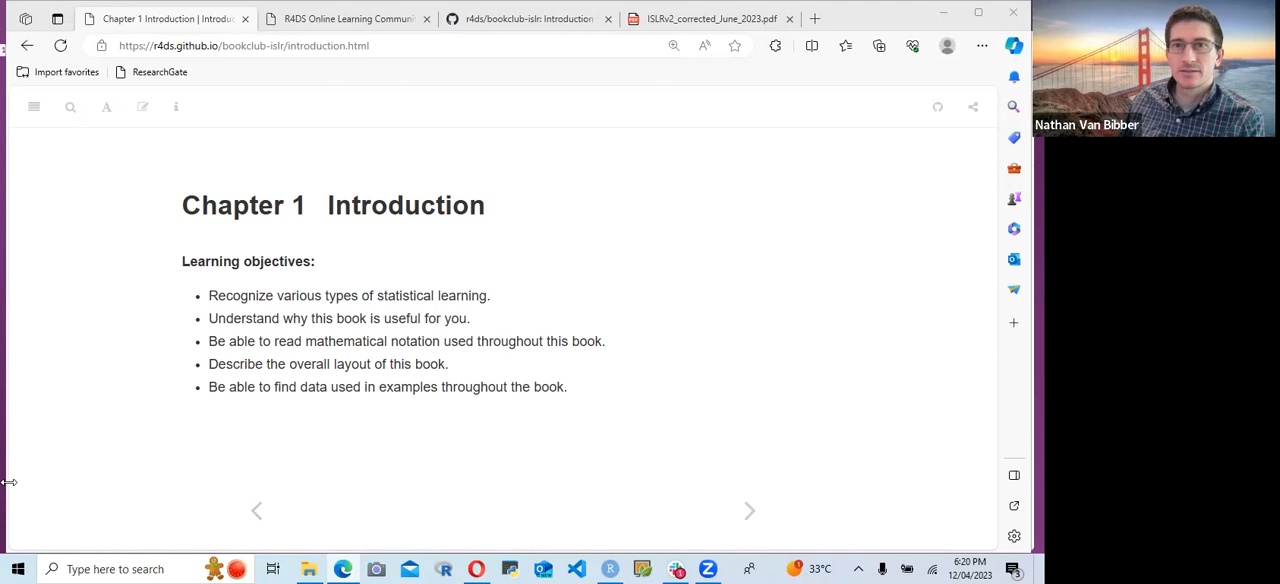 Chapter 1 Introduction | Introduc
R4DS Online Learning Communi
r4ds/bookclub-islr: Introduction
ISLRv2_corrected_June_2023.pdf
https://r4ds.github.io/bookclub-islr/introduction.html
Import favorites
ResearchGate
Nathan Van Bibber
Chapter 1 Introduction
Learning objectives:
• Recognize various types of statistical learning.
• Understand why this book is useful for you.
• Be able to read mathematical notation used throughout this book.
• Describe the overall layout of this book.
• Be able to find data used in examples throughout the book.
Type here to search
33°C
6:20 PM
12/04/2023